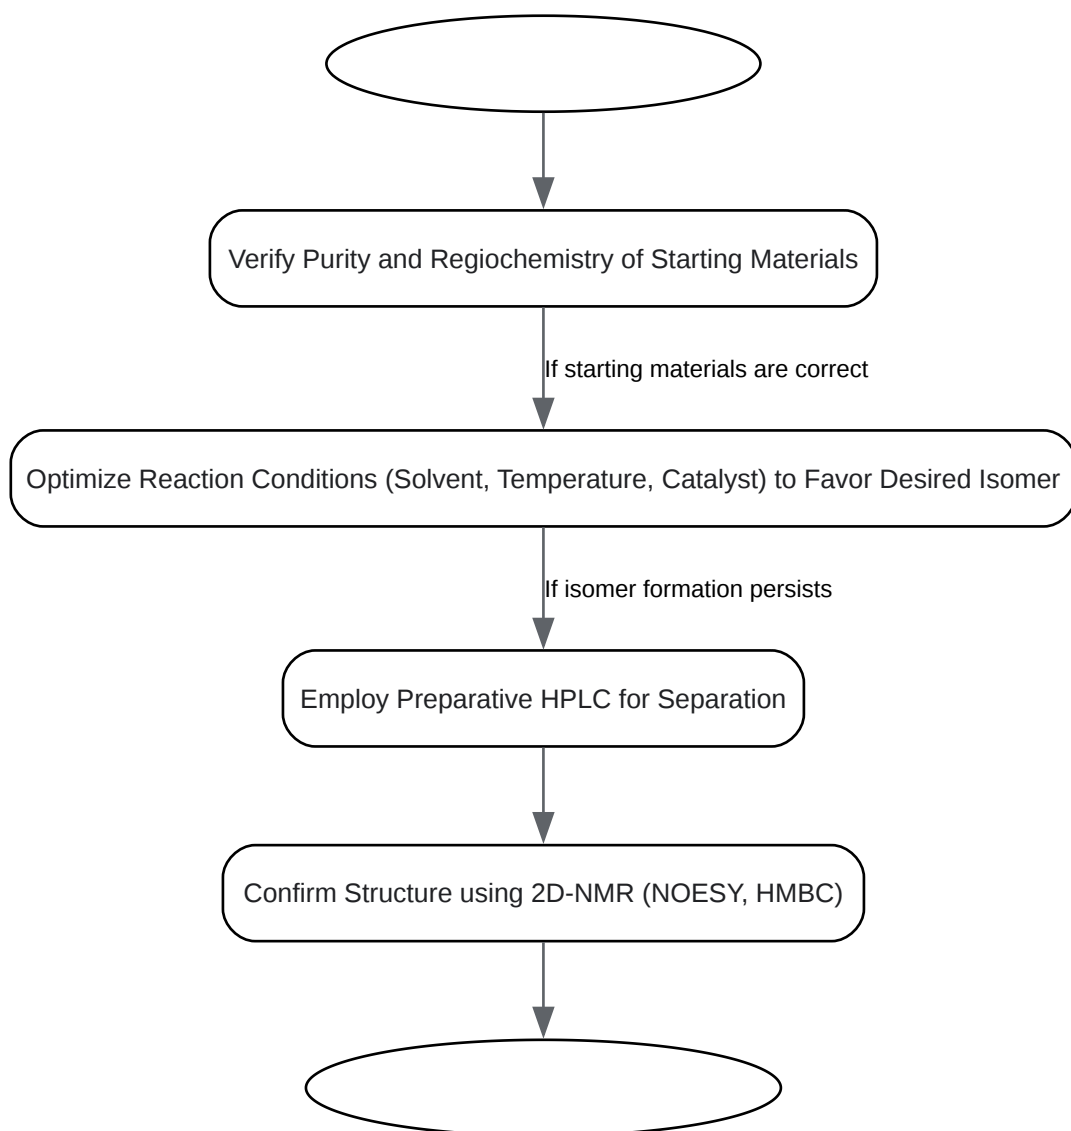 Verify Purity and Regiochemistry of Starting Materials
If starting materials are correct
Optimize Reaction Conditions (Solvent, Temperature, Catalyst) to Favor Desired Isomer
If isomer formation persists
Employ Preparative HPLC for Separation
Confirm Structure using 2D-NMR (NOESY, HMBC)